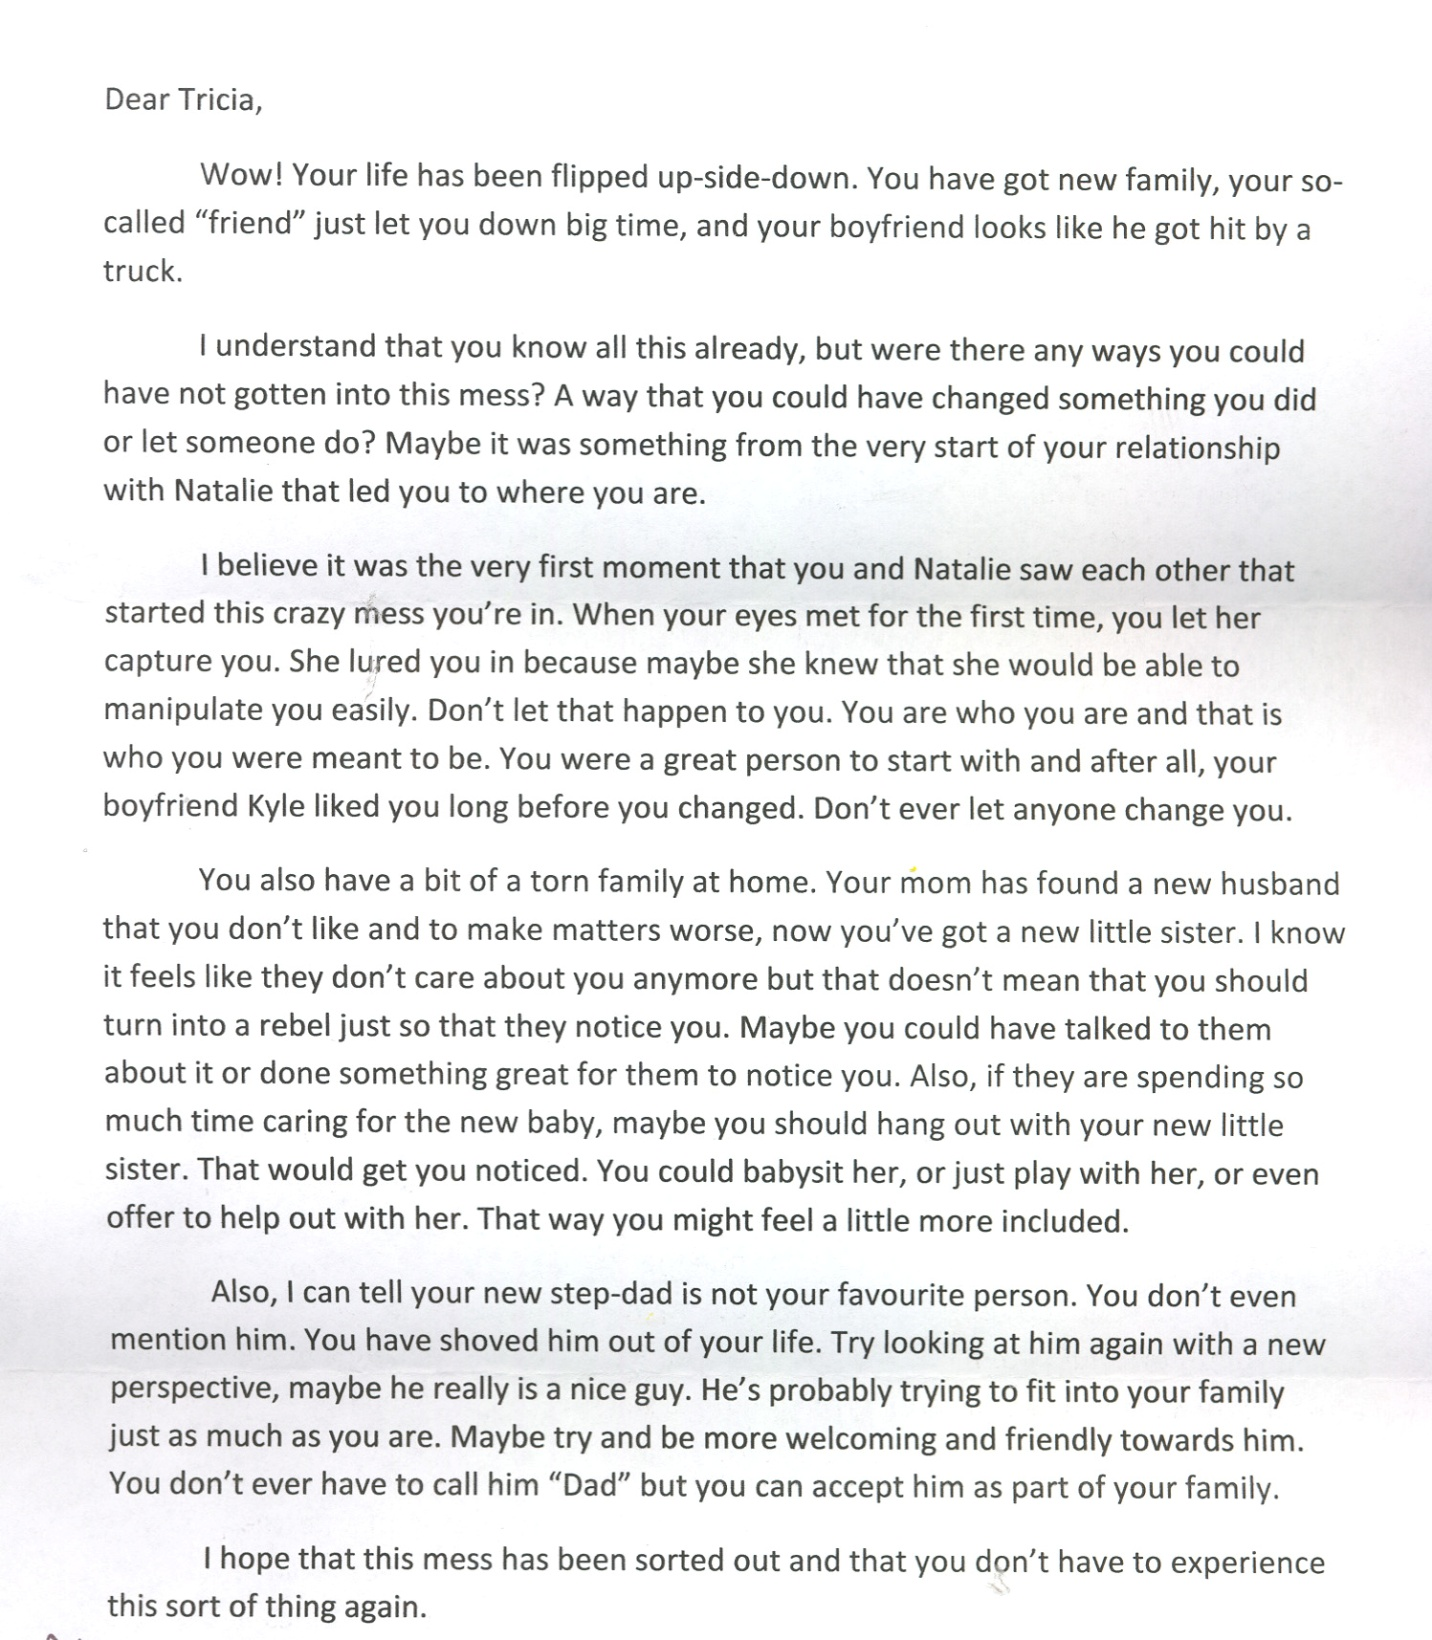 Dear Tricia,
Wow! Your life has been flipped up-side-down. You have got new family, your so-
called “friend” just let you down big time, and your boyfriend looks like he got hit by a
truck.
I understand that you know all this already, but were there any ways you could
have not gotten into this mess? A way that you could have changed something you did
or let someone do? Maybe it was something from the very start of your relationship
with Natalie that led you to where you are.
I believe it was the very first moment that you and Natalie saw each other that
started this crazy mess you’re in. When your eyes met for the first time, you let her
capture you. She lured you in because maybe she knew that she would be able to
manipulate you easily. Don’t let that happen to you. You are who you are and that is
who you were meant to be. You were a great person to start with and after all, your
boyfriend Kyle liked you long before you changed. Don’t ever let anyone change you.
You also have a bit of a torn family at home. Your mom has found a new husband
that you don’t like and to make matters worse, now you’ve got a new little sister. I know
it feels like they don’t care about you anymore but that doesn’t mean that you should
turn into a rebel just so that they notice you. Maybe you could have talked to them
about it or done something great for them to notice you. Also, if they are spending so
much time caring for the new baby, maybe you should hang out with your new little
sister. That would get you noticed. You could babysit her, or just play with her, or even
offer to help out with her. That way you might feel a little more included.
Also, I can tell your new step-dad is not your favourite person. You don’t even
mention him. You have shoved him out of your life. Try looking at him again with a new
perspective, maybe he really is a nice guy. He’s probably trying to fit into your family
just as much as you are. Maybe try and be more welcoming and friendly towards him.
You don’t ever have to call him “Dad” but you can accept him as part of your family.
I hope that this mess has been sorted out and that you don’t have to experience
this sort of thing again.